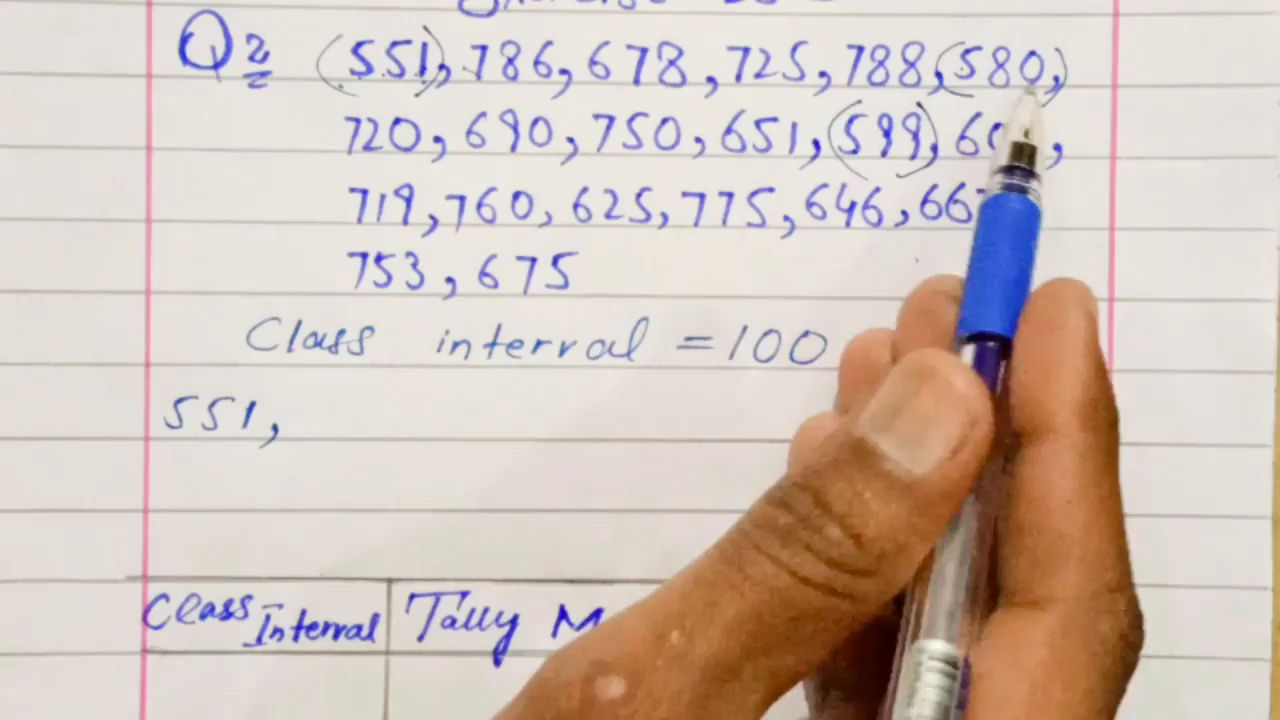 Q2 (551), 786, 678, 725, 788, (580,)
720, 690, 750, 651, (599),
719, 760, 625, 775, 646,
753, 675
Class interval = 100
551,
Class Interval | Tally